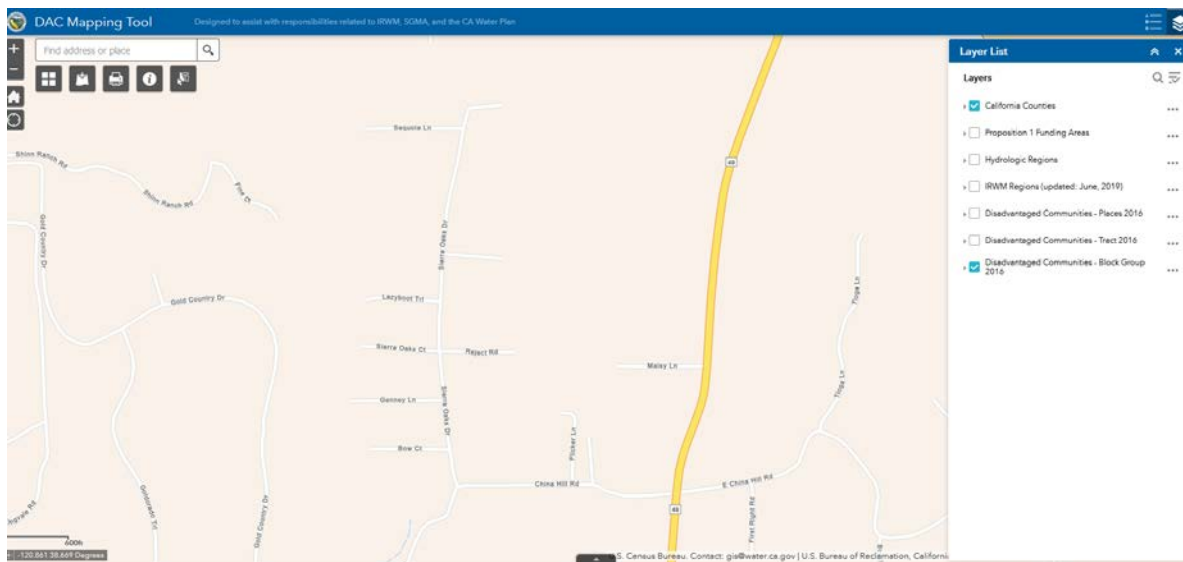 DAC Mapping Tool
Designed to assist with responsibilities related to IRWM, SGMA, and the CA Water Plan
Find address or place
Layer List
Layers
California Counties
Proposition 1 Funding Areas
Hydrologic Regions
IRWM Regions (updated: June, 2019)
Disadvantaged Communities - Places 2016
Disadvantaged Communities - Tract 2016
Disadvantaged Communities - Block Group
2016
Sequoia Ln
Shinn Ranch Rd
Shinn Ranch Rd
Pine Ct
49
Gold Country Dr
Sierra Oaks Dr
Gold Country Dr
Lazyboot Trl
Tioga Ln
Sierra Oaks Ct
Reject Rd
Maisy Ln
Tioga Ln
Ganney Ln
Sierra Oaks Dr
Bow Ct
Flicker Ln
China Hill Rd
E China Hill Rd
Goldorado Trl
Gold Country Dr
49
First Right Rd
600ft
-120.861 38.669 Degrees
S. Census Bureau. Contact: gis@water.ca.gov | U.S. Bureau of Reclamation, Californi